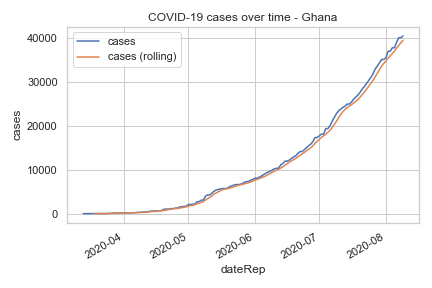 COVID-19 cases over time - Ghana
cases
cases (rolling)
40000
30000
20000
10000
0
cases
2020-04
2020-05
2020-06
2020-07
2020-08
dateRep